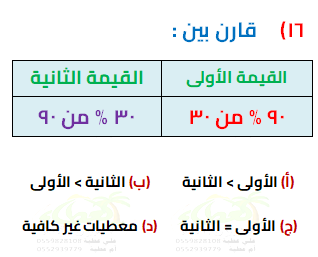 ١٦) قارن بين :
القيمة الأولى القيمة الثانية
٩٠ % من ٣٠ ٣٠ % من ٩٠
(أ) الأولى > الثانية (ب) الثانية > الأولى
(ج) الأولى = الثانية (د) معطيات غير كافية